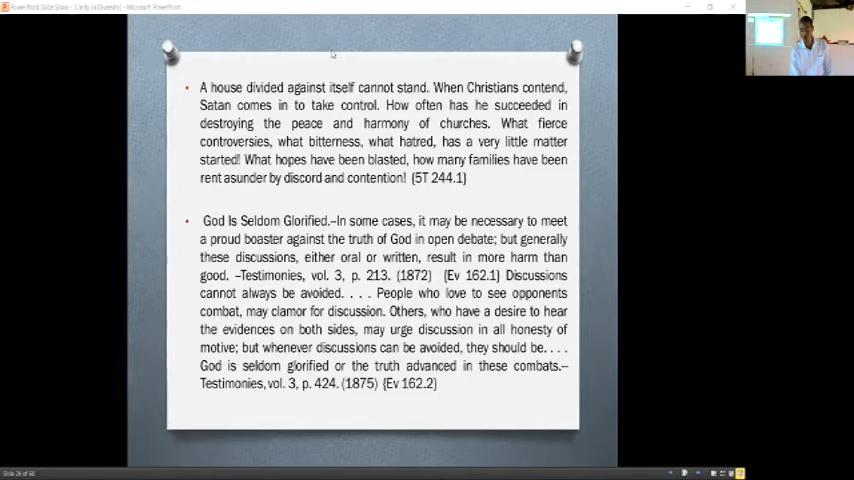 PowerPoint Slide Show - [Unity in Diversity] - Microsoft PowerPoint
• A house divided against itself cannot stand. When Christians contend,
Satan comes in to take control. How often has he succeeded in
destroying the peace and harmony of churches. What fierce
controversies, what bitterness, what hatred, has a very little matter
started! What hopes have been blasted, how many families have been
rent asunder by discord and contention! {5T 244.1}
• God Is Seldom Glorified.--In some cases, it may be necessary to meet
a proud boaster against the truth of God in open debate; but generally
these discussions, either oral or written, result in more harm than
good. --Testimonies, vol. 3, p. 213. (1872) {Ev 162.1} Discussions
cannot always be avoided. . . . People who love to see opponents
combat, may clamor for discussion. Others, who have a desire to hear
the evidences on both sides, may urge discussion in all honesty of
motive; but whenever discussions can be avoided, they should be. . . .
God is seldom glorified or the truth advanced in these combats.--
Testimonies, vol. 3, p. 424. (1875) {Ev 162.2}